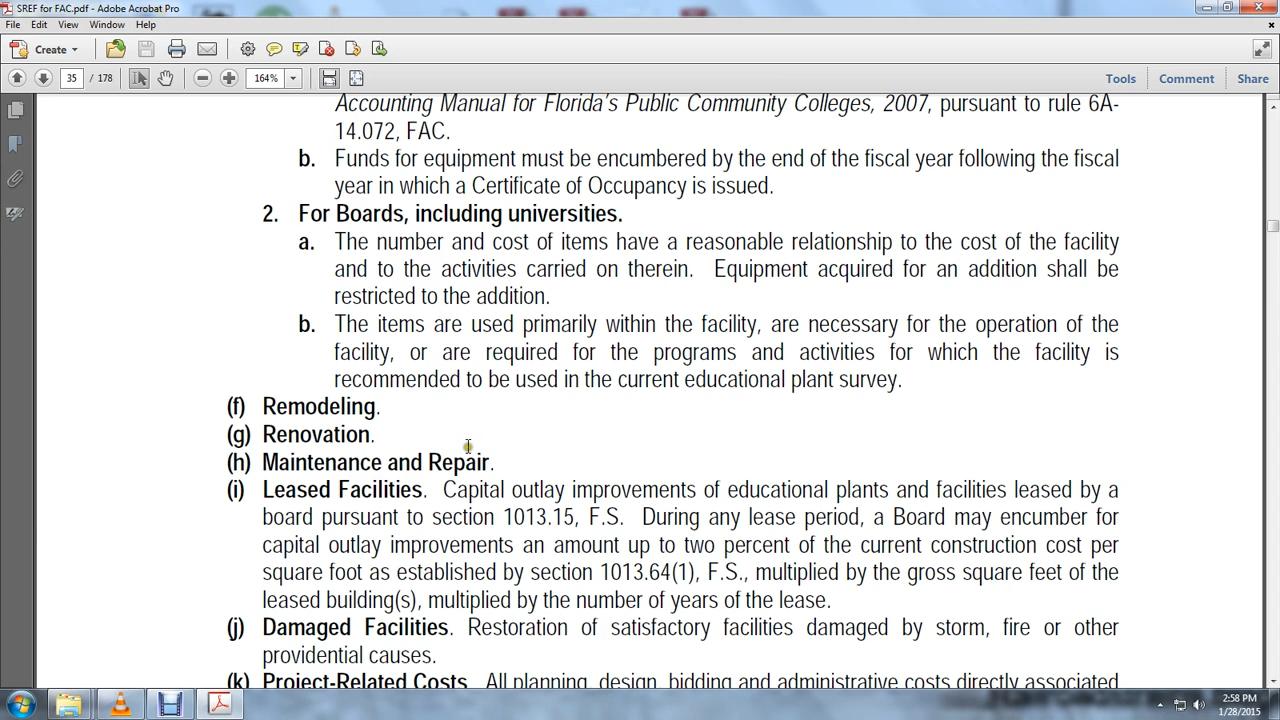 SREF for FAC.pdf - Adobe Acrobat Pro
File Edit View Window Help
Create
35 / 178 164% Tools Comment Share
Accounting Manual for Florida's Public Community Colleges, 2007, pursuant to rule 6A-
14.072, FAC.
b. Funds for equipment must be encumbered by the end of the fiscal year following the fiscal
year in which a Certificate of Occupancy is issued.
2. For Boards, including universities.
a. The number and cost of items have a reasonable relationship to the cost of the facility
and to the activities carried on therein. Equipment acquired for an addition shall be
restricted to the addition.
b. The items are used primarily within the facility, are necessary for the operation of the
facility, or are required for the programs and activities for which the facility is
recommended to be used in the current educational plant survey.
(f) Remodeling.
(g) Renovation.
(h) Maintenance and Repair.
(i) Leased Facilities. Capital outlay improvements of educational plants and facilities leased by a
board pursuant to section 1013.15, F.S. During any lease period, a Board may encumber for
capital outlay improvements an amount up to two percent of the current construction cost per
square foot as established by section 1013.64(1), F.S., multiplied by the gross square feet of the
leased building(s), multiplied by the number of years of the lease.
(j) Damaged Facilities. Restoration of satisfactory facilities damaged by storm, fire or other
providential causes.
(k) Project-Related Costs. All planning, design, bidding and administrative costs directly associated
2:58 PM
1/28/2015